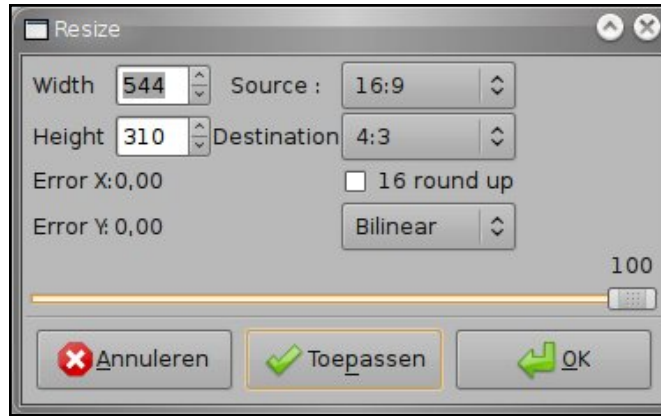 Resize
Width 544 Source : 16:9
Height 310 Destination 4:3
Error X: 0,00 16 round up
Error Y: 0,00 Bilinear
100
Annuleren Toepassen OK